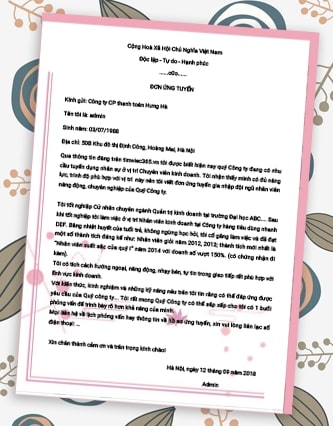 Cộng Hoà Xã Hội Chủ Nghĩa Việt Nam
Độc lập - Tự do - Hạnh phúc
......o0o......
ĐƠN ỨNG TUYỂN
Kính gửi: Công ty CP thanh toán Hưng Hà
Tên tôi là: admin
Sinh năm: 03/07/1988
Địa chỉ: 50B Khu đô thị Định Công, Hoàng Mai, Hà Nội
Qua thông tin đăng trên timviec365.vn tôi được biết hiện nay quý Công ty đang có nhu
cầu tuyển dụng nhân sự ở vị trí Chuyên viên kinh doanh. Tôi nhận thấy mình có đủ năng
lực, trình độ phù hợp với vị trí này nên tôi viết đơn ứng tuyển gia nhập đội ngũ nhân viên
năng động, chuyên nghiệp của Quý Công ty.
Tôi tốt nghiệp Cử nhân chuyên ngành Quản trị kinh doanh tại trường Đại học ABC.... Sau
khi tốt nghiệp tôi làm việc ở vị trí Nhân viên kinh doanh tại Công ty hàng tiêu dùng nhanh
DEF. Bằng nhiệt huyết của tuổi trẻ, không ngừng học hỏi, tôi cố gắng làm việc và đã đạt
một số thành tích đáng kể như: Nhân viên giỏi năm 2012, 2013; thành tích mới nhất là
"Nhân viên xuất sắc của quý I" năm 2014 với doanh số vượt 150%. (có chứng nhận đi
kèm).
Tôi có tích cách hướng ngoại, năng động, nhạy bén, tự tin trong giao tiếp rất phù hợp với
lĩnh vực kinh doanh.
Với kiến thức, kinh nghiệm và những kỹ năng nêu trên tôi tin rằng có thể đáp ứng được
yêu cầu của Quý công ty... Tôi rất mong Quý Công ty có thể sắp xếp cho tôi có 1 buổi
phỏng vấn để trình bày rõ hơn khả năng của mình.
Mọi liên hệ về lịch phỏng vấn hay thông tin về hồ sơ ứng tuyển, xin vui lòng liên lạc số
điện thoại: ...
Xin chân thành cảm ơn và trân trọng kính chào!
Hà Nội, ngày 12 tháng 09 năm 2018
Admin